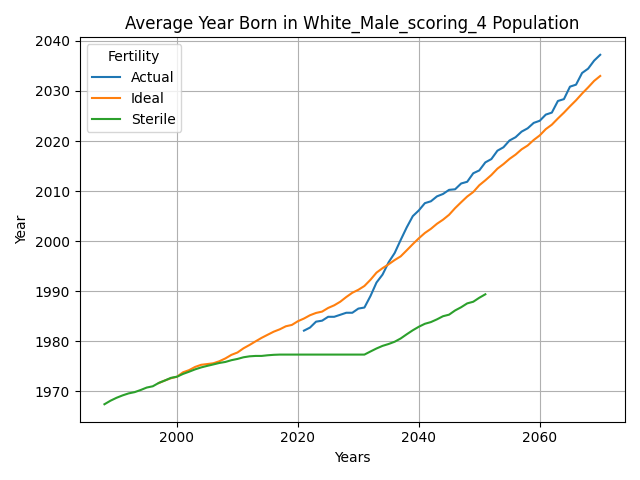 Average Year Born in White_Male_scoring_4 Population
2040
2030
2020
2010
2000
1990
1980
1970
Year
Fertility
Actual
Ideal
Sterile
2000 2020 2040 2060
Years